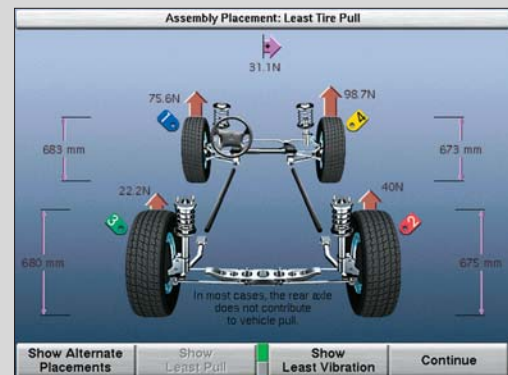 Assembly Placement: Least Tire Pull
31.1N
75.6N
98.7N
1
4
683 mm
673 mm
22.2N
40N
3
2
680 mm
675 mm
In most cases, the rear axle
does not contribute
to vehicle pull.
Show Alternate
Placements
Show
Least Pull
Show
Least Vibration
Continue